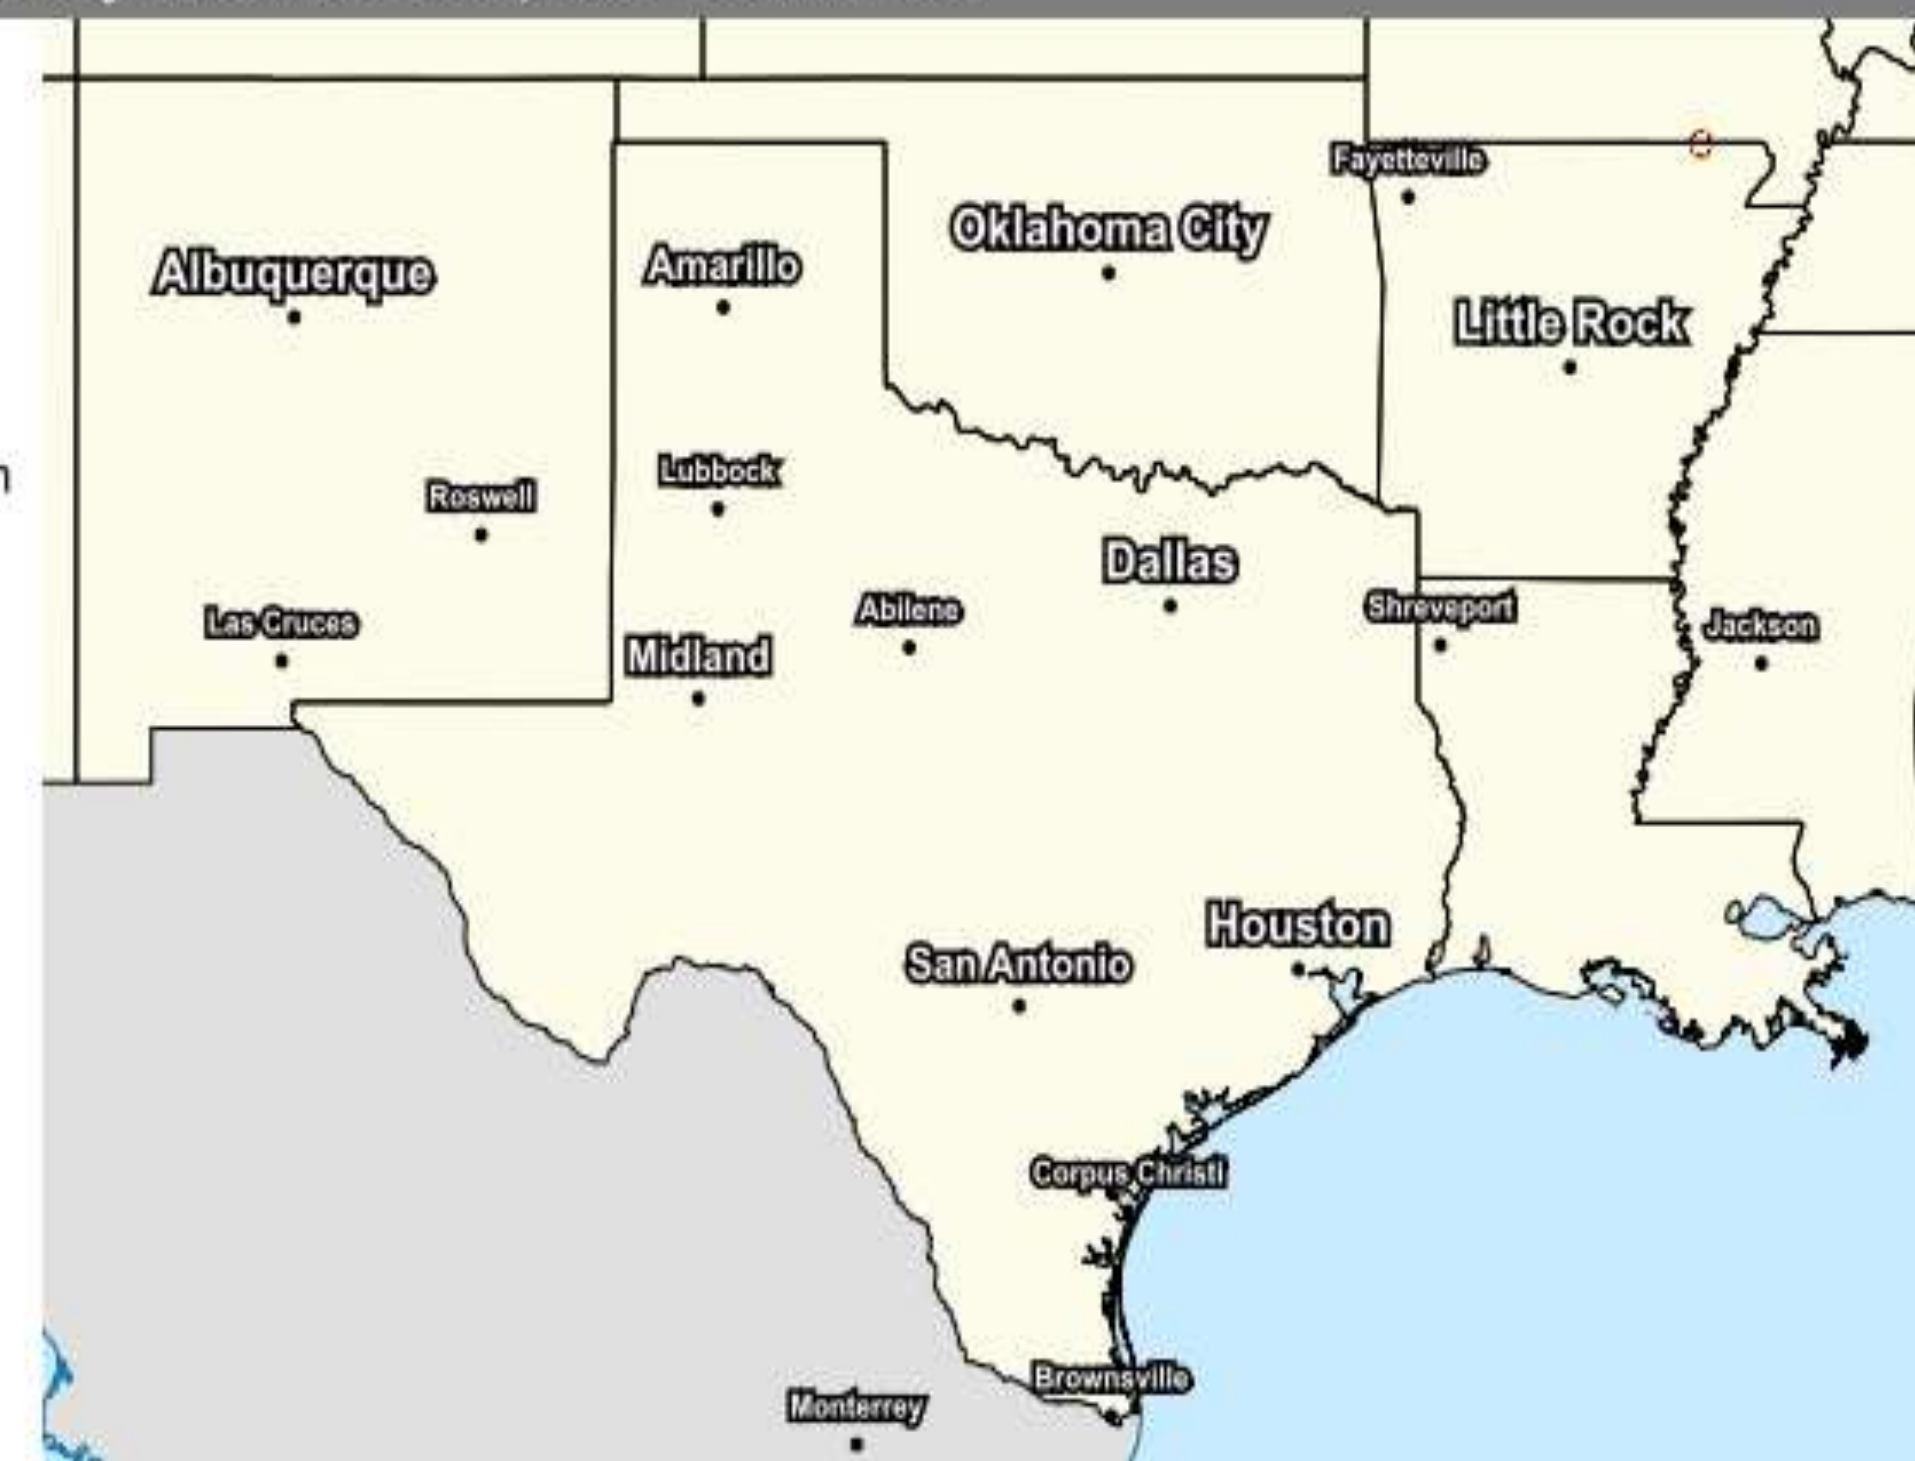 Fayetteville
Oklahoma City
Albuquerque
Amarillo
Little Rock
Lubbock
Roswell
Dallas
Abilene
Shreveport
Las Cruces
Jackson
Midland
Houston
San Antonio
Corpus Christi
Brownsville
Monterrey